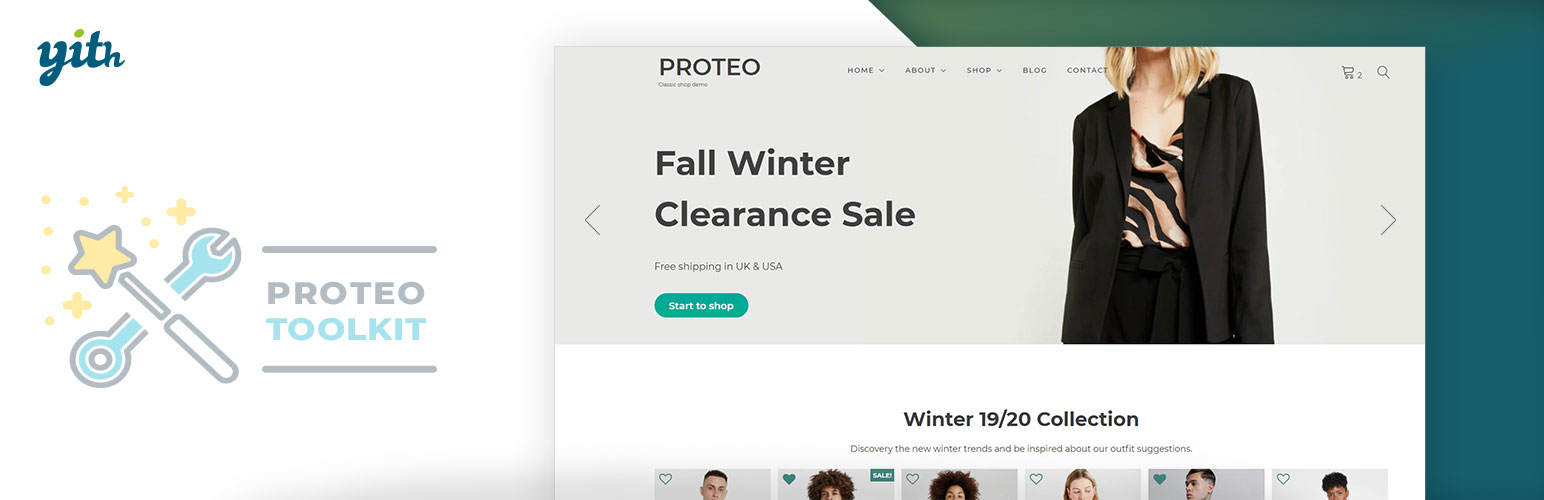 yith
PROTEO
TOOLKIT
PROTEO
Classic shop demo
HOME ABOUT SHOP BLOG CONTACT
2
Fall Winter
Clearance Sale
Free shipping in UK & USA
Start to shop
Winter 19/20 Collection
Discovery the new winter trends and be inspired about our outfit suggestions.
SALE!